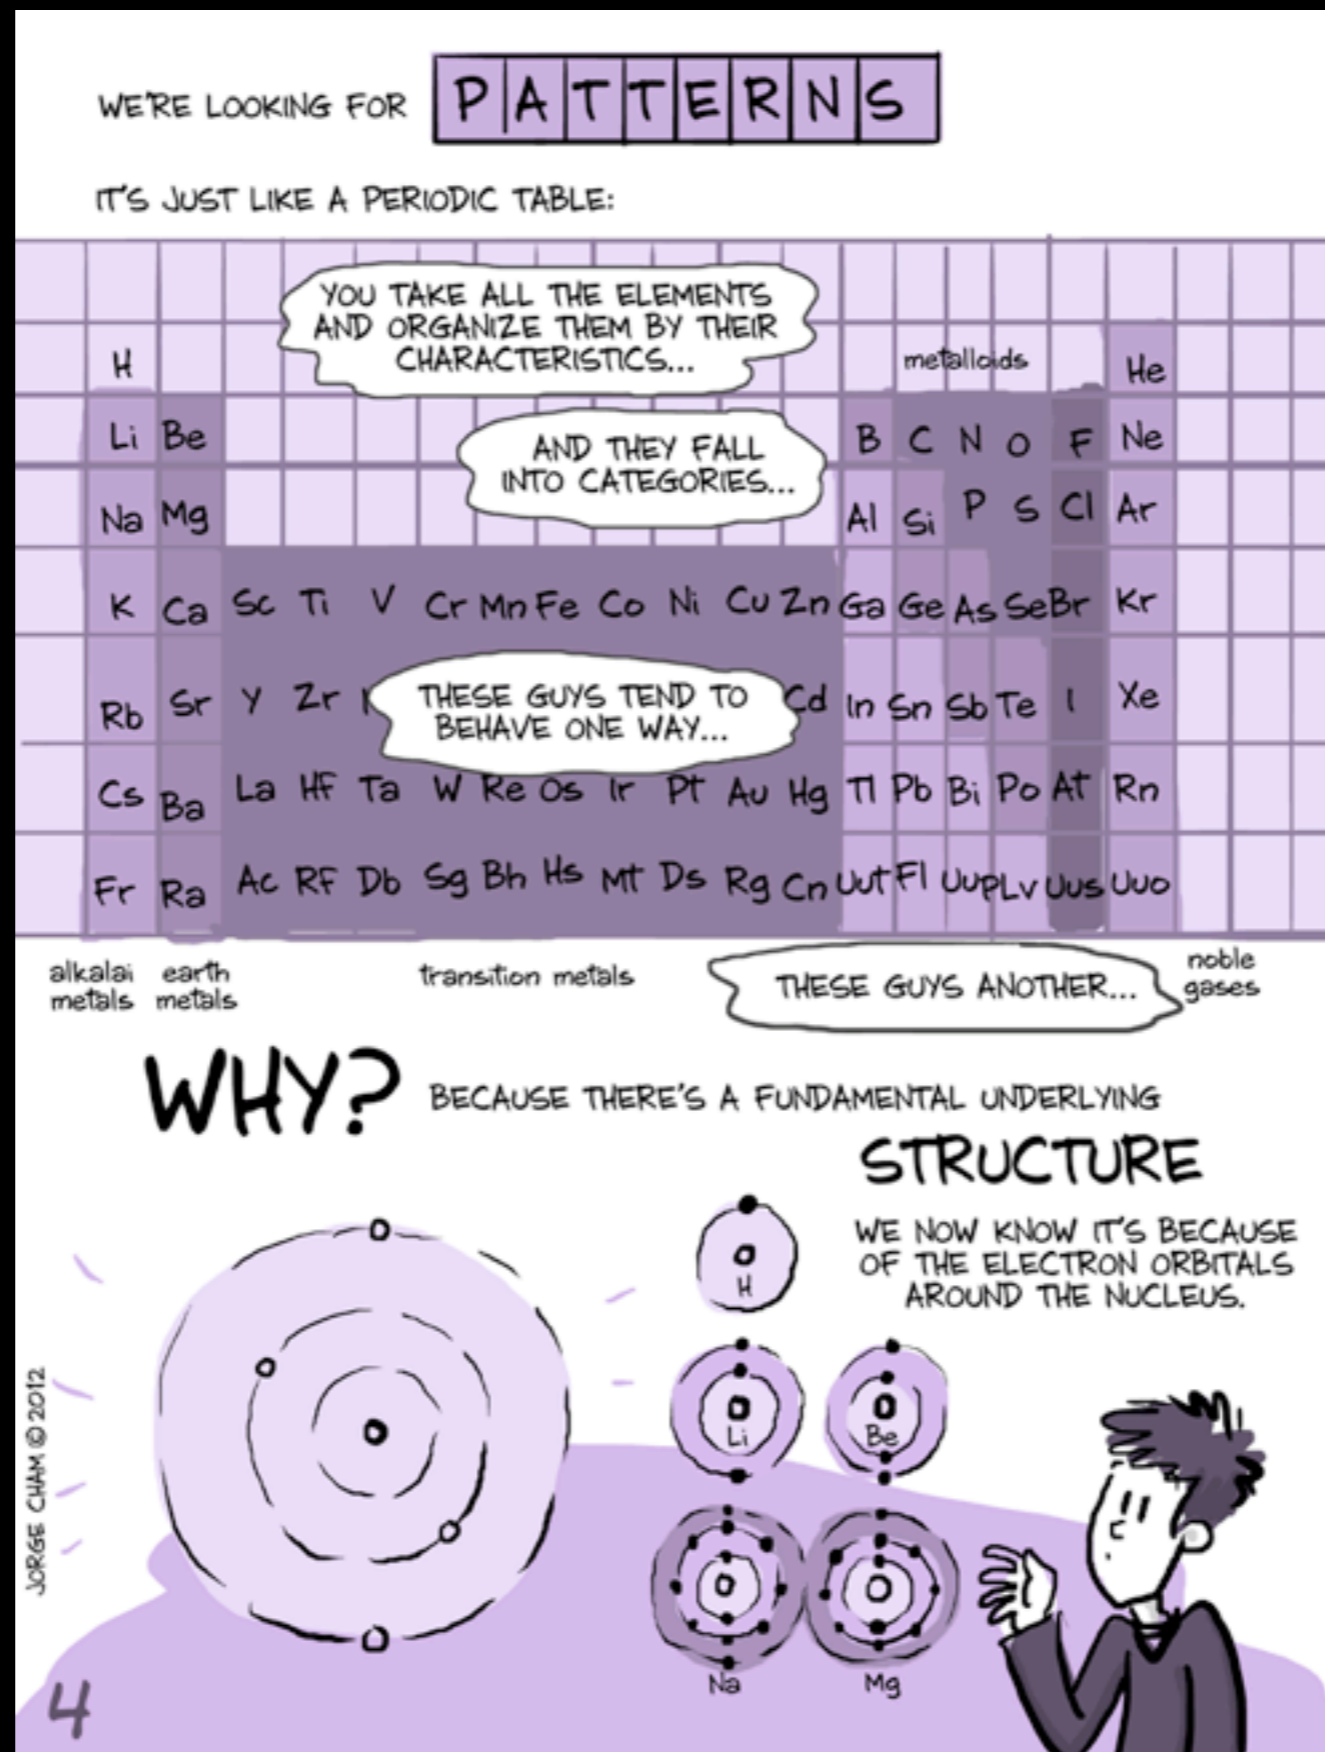 WE'RE LOOKING FOR PATTERNS
IT'S JUST LIKE A PERIODIC TABLE:
YOU TAKE ALL THE ELEMENTS
AND ORGANIZE THEM BY THEIR
CHARACTERISTICS...
H metalloids He
AND THEY FALL
INTO CATEGORIES...
Li Be B C N O F Ne
Na Mg Al Si P S Cl Ar
K Ca Sc Ti V Cr Mn Fe Co Ni Cu Zn Ga Ge As Se Br Kr
Rb Sr Y Zr Cd In Sn Sb Te I Xe
THESE GUYS TEND TO
BEHAVE ONE WAY...
Cs Ba La Hf Ta W Re Os Ir Pt Au Hg Tl Pb Bi Po At Rn
Fr Ra Ac RF Db Sg Bh Hs Mt Ds Rg Cn Uut Fl Uup Lv Uus Uuo
alkalai
metals
earth
metals
transition metals
THESE GUYS ANOTHER...
noble
gases
WHY? BECAUSE THERE'S A FUNDAMENTAL UNDERLYING
STRUCTURE
WE NOW KNOW IT'S BECAUSE
OF THE ELECTRON ORBITALS
AROUND THE NUCLEUS.
H
Li Be
Na Mg
JORGE CHAM © 2012
4